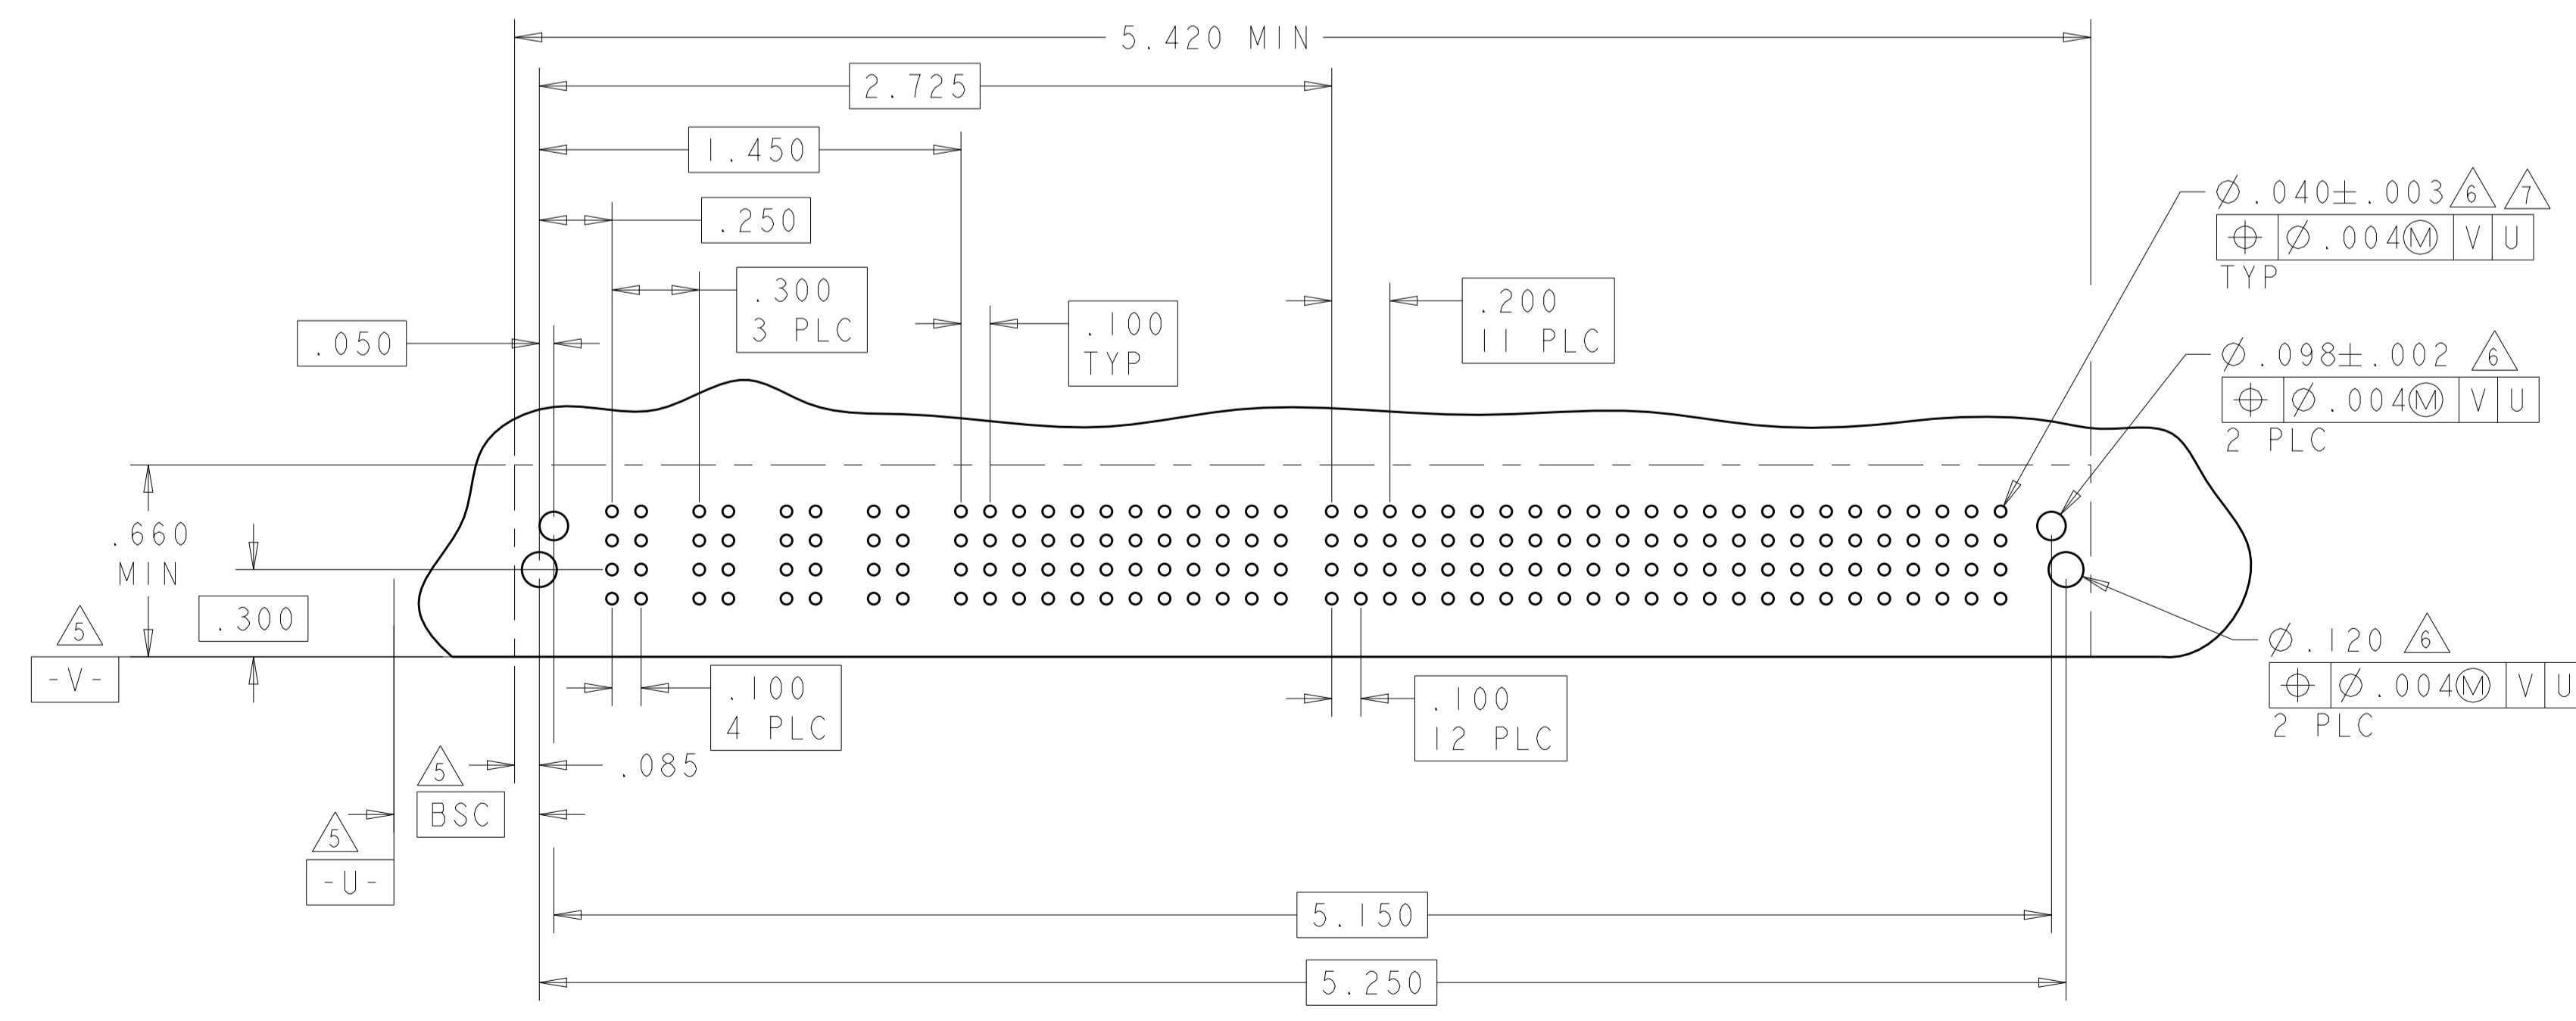 5.420 MIN
2.725
1.450
.250
.300
3 PLC
.050
.100
TYP
.200
11 PLC
⌀.040±.003 6 7
⌖ ⌀.004Ⓜ V U
TYP
⌀.098±.002 6
⌖ ⌀.004Ⓜ V U
2 PLC
.660
MIN
.300
5
-V-
⌀.120 6
⌖ ⌀.004Ⓜ V U
2 PLC
.100
4 PLC
.100
12 PLC
.085
5
BSC
5
-U-
5.150
5.250